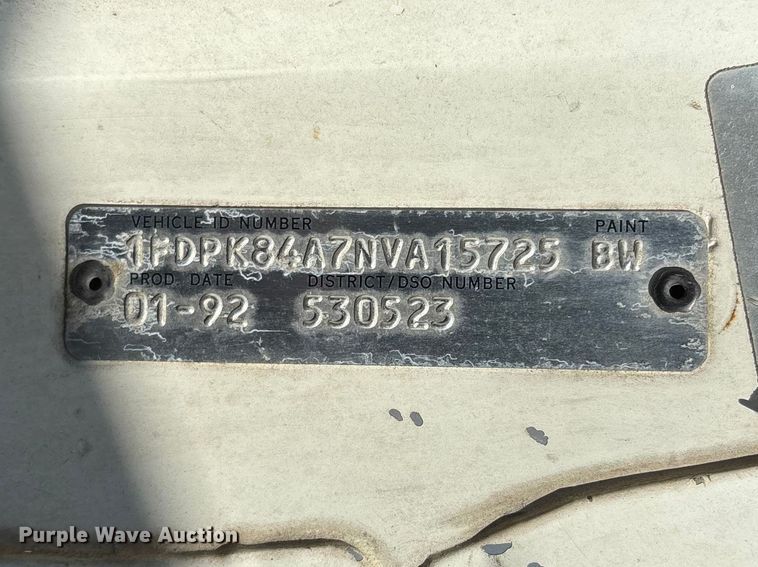 VEHICLE ID NUMBER PAINT
1FDPK84A7NVA15725 BW
PROD. DATE DISTRICT/DSO NUMBER
01-92 530523
Purple Wave Auction